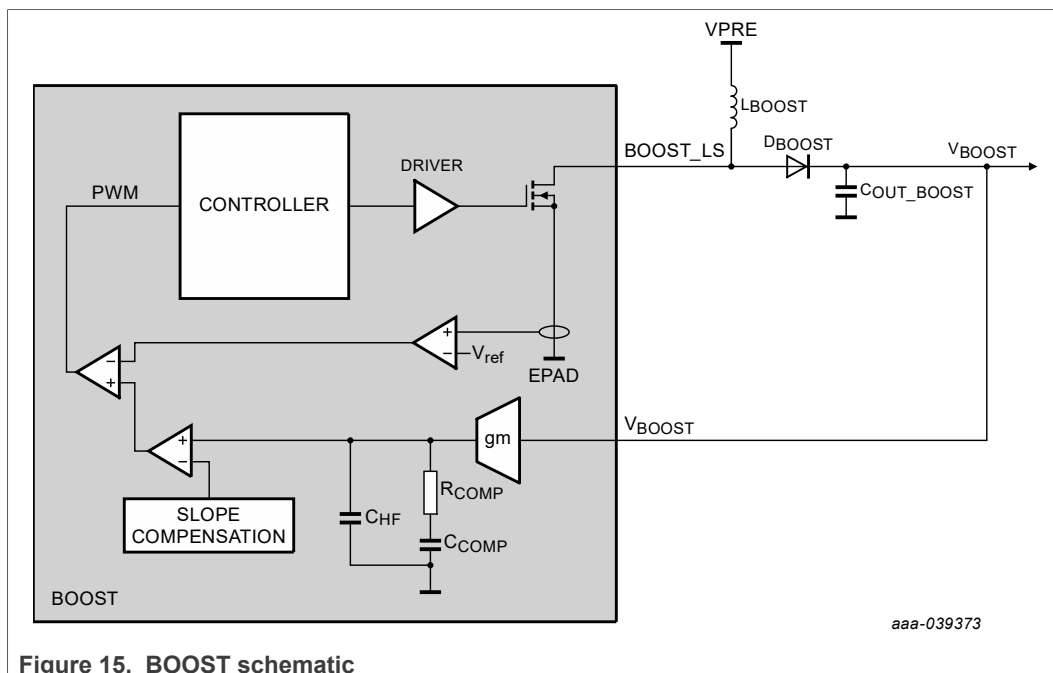 VPRE
LBOOST
DBOOST
BOOST_LS
VBOOST
COUT_BOOST
DRIVER
PWM
CONTROLLER
+
−
Vref
EPAD
−
+
VBOOST
gm
+
−
RCOMP
CHF
CCOMP
SLOPE
COMPENSATION
BOOST
aaa-039373
Figure 15. BOOST schematic